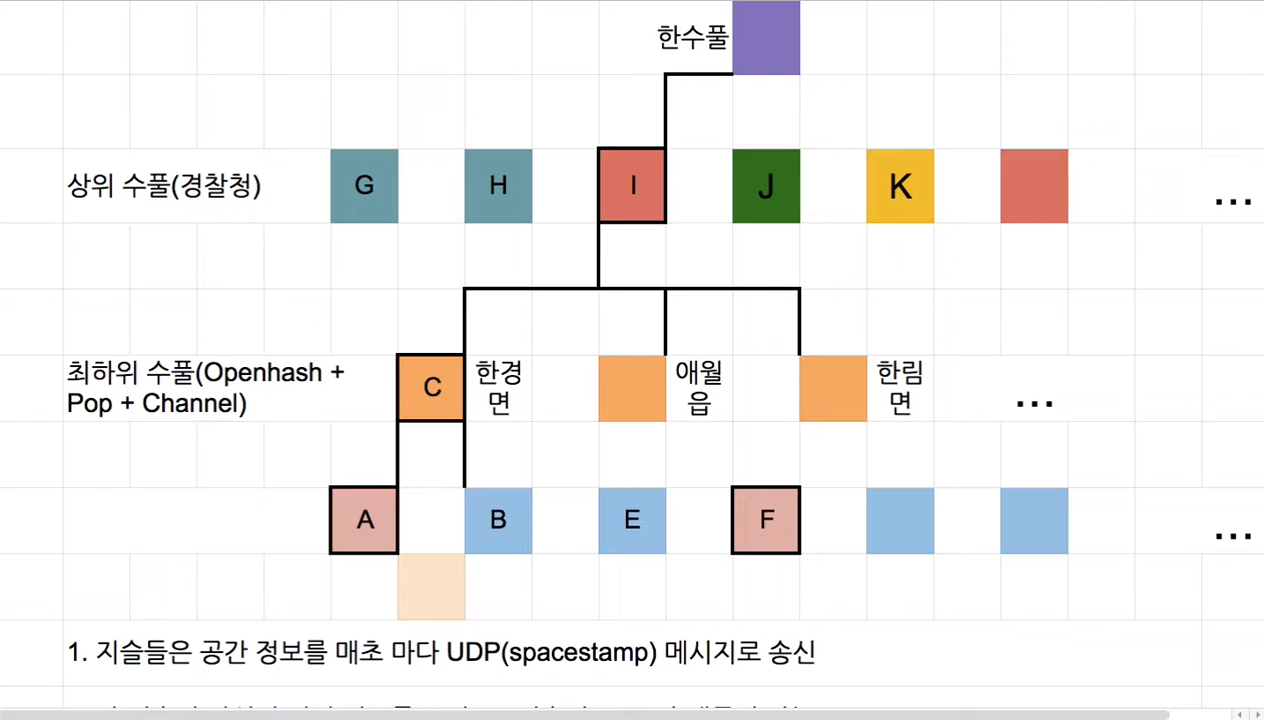 한수풀
상위 수풀(경찰청) G H I J K ...
최하위 수풀(Openhash +
Pop + Channel)
C 한경
면
애월
읍
한림
면
...
A B E F ...
1. 지슬들은 공간 정보를 매초 마다 UDP(spacestamp) 메시지로 송신